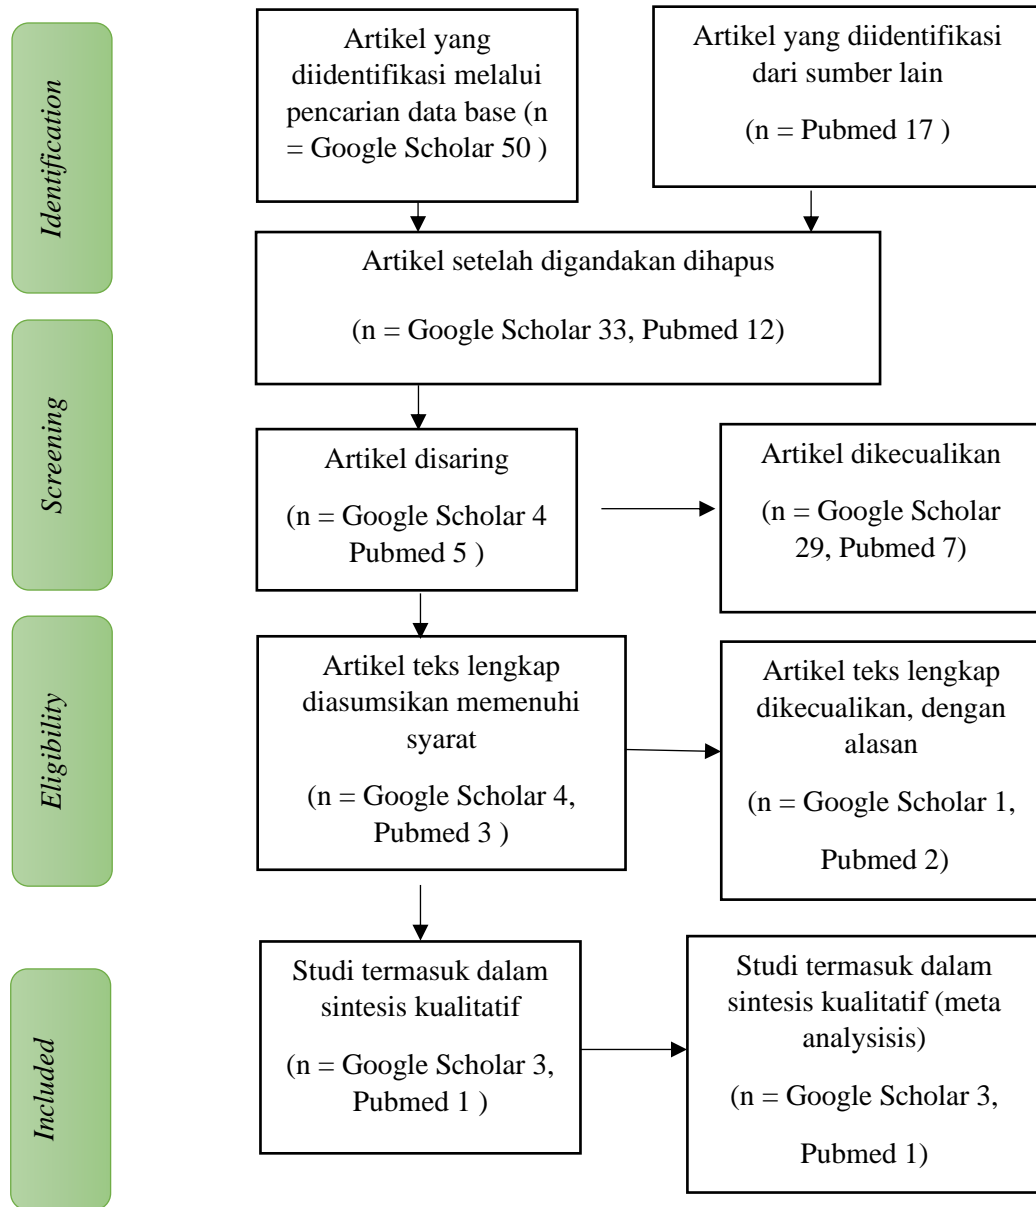 Identification
Artikel yang
diidentifikasi melalui
pencarian data base (n
= Google Scholar 50 )
Artikel yang diidentifikasi
dari sumber lain
(n = Pubmed 17 )
Artikel setelah digandakan dihapus
(n = Google Scholar 33, Pubmed 12)
Screening
Artikel disaring
(n = Google Scholar 4
Pubmed 5 )
Artikel dikecualikan
(n = Google Scholar
29, Pubmed 7)
Eligibility
Artikel teks lengkap
diasumsikan memenuhi
syarat
(n = Google Scholar 4,
Pubmed 3 )
Artikel teks lengkap
dikecualikan, dengan
alasan
(n = Google Scholar 1,
Pubmed 2)
Included
Studi termasuk dalam
sintesis kualitatif
(n = Google Scholar 3,
Pubmed 1 )
Studi termasuk dalam
sintesis kualitatif (meta
analysisis)
(n = Google Scholar 3,
Pubmed 1)